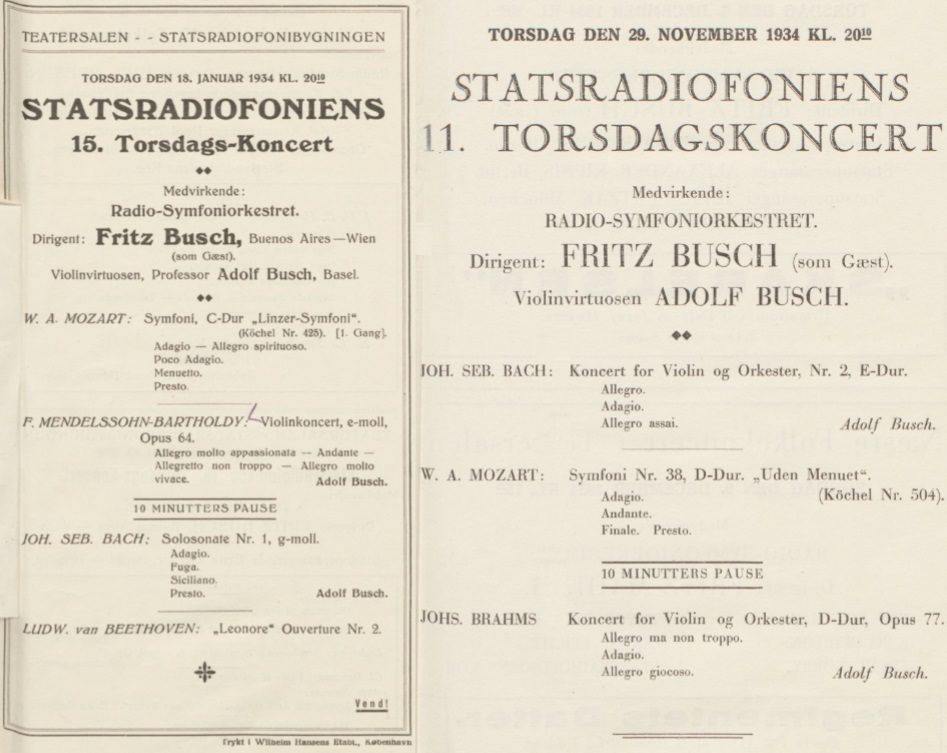 TEATERSALEN - - STATSRADIOFONIBYGNINGEN
TORSDAG DEN 18. JANUAR 1934 KL. 20¹⁰
STATSRADIOFONIENS
15. Torsdags-Koncert
Medvirkende:
Radio-Symfoniorkestret.
Dirigent: Fritz Busch, Buenos Aires—Wien
(som Gæst).
Violinvirtuosen, Professor Adolf Busch, Basel.
W. A. MOZART: Symfoni, C-Dur „Linzer-Symfoni“.
(Köchel Nr. 425). [1. Gang].
Adagio — Allegro spirituoso.
Poco Adagio.
Menuetto.
Presto.
F. MENDELSSOHN-BARTHOLDY: Violinkoncert, e-moll,
Opus 64.
Allegro molto appassionata — Andante —
Allegretto non troppo — Allegro molto
vivace. Adolf Busch.
10 MINUTTERS PAUSE
JOH. SEB. BACH: Solosonate Nr. 1, g-moll.
Adagio.
Fuga.
Siciliano.
Presto. Adolf Busch.
LUDW. van BEETHOVEN: „Leonore“ Ouverture Nr. 2.
Vend!
Trykt i Wilhelm Hansens Etabl., København
TORSDAG DEN 29. NOVEMBER 1934 KL. 20¹⁰
STATSRADIOFONIENS
11. TORSDAGSKONCERT
Medvirkende:
RADIO-SYMFONIORKESTRET.
Dirigent: FRITZ BUSCH (som Gæst).
Violinvirtuosen ADOLF BUSCH.
JOH. SEB. BACH: Koncert for Violin og Orkester, Nr. 2, E-Dur.
Allegro.
Adagio.
Allegro assai. Adolf Busch.
W. A. MOZART: Symfoni Nr. 38, D-Dur. „Uden Menuet“.
Adagio. (Köchel Nr. 504).
Andante.
Finale. Presto.
10 MINUTTERS PAUSE
JOHS. BRAHMS Koncert for Violin og Orkester, D-Dur, Opus 77.
Allegro ma non troppo.
Adagio.
Allegro giocoso. Adolf Busch.